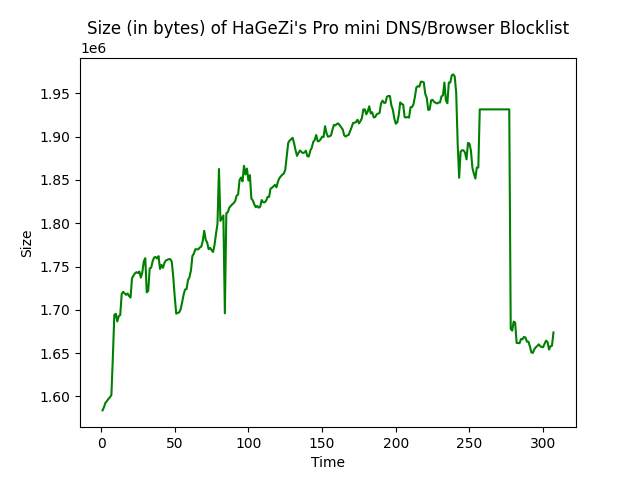 Size (in bytes) of HaGeZi's Pro mini DNS/Browser Blocklist
1e6
1.95
1.90
1.85
1.80
1.75
1.70
1.65
1.60
Size
0 50 100 150 200 250 300
Time